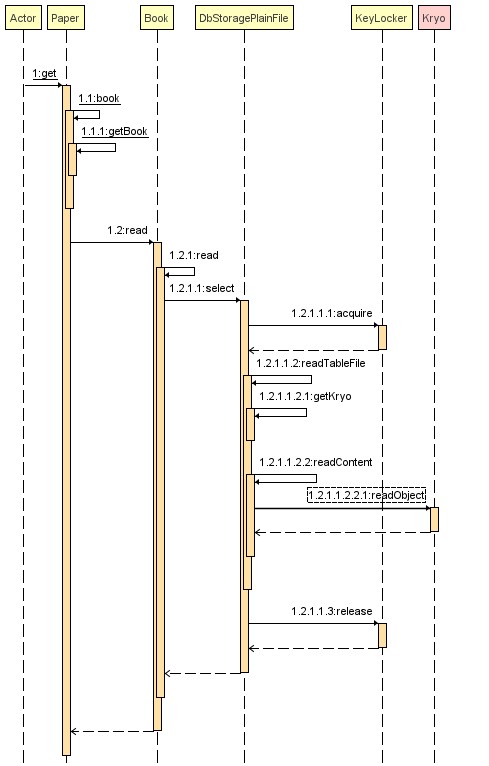 Actor Paper Book DbStoragePlainFile KeyLocker Kryo
1:get
1.1:book
1.1.1:getBook
1.2:read
1.2.1:read
1.2.1.1:select
1.2.1.1.1:acquire
1.2.1.1.2:readTableFile
1.2.1.1.2.1:getKryo
1.2.1.1.2.2:readContent
1.2.1.1.2.2.1:readObject
1.2.1.1.3:release